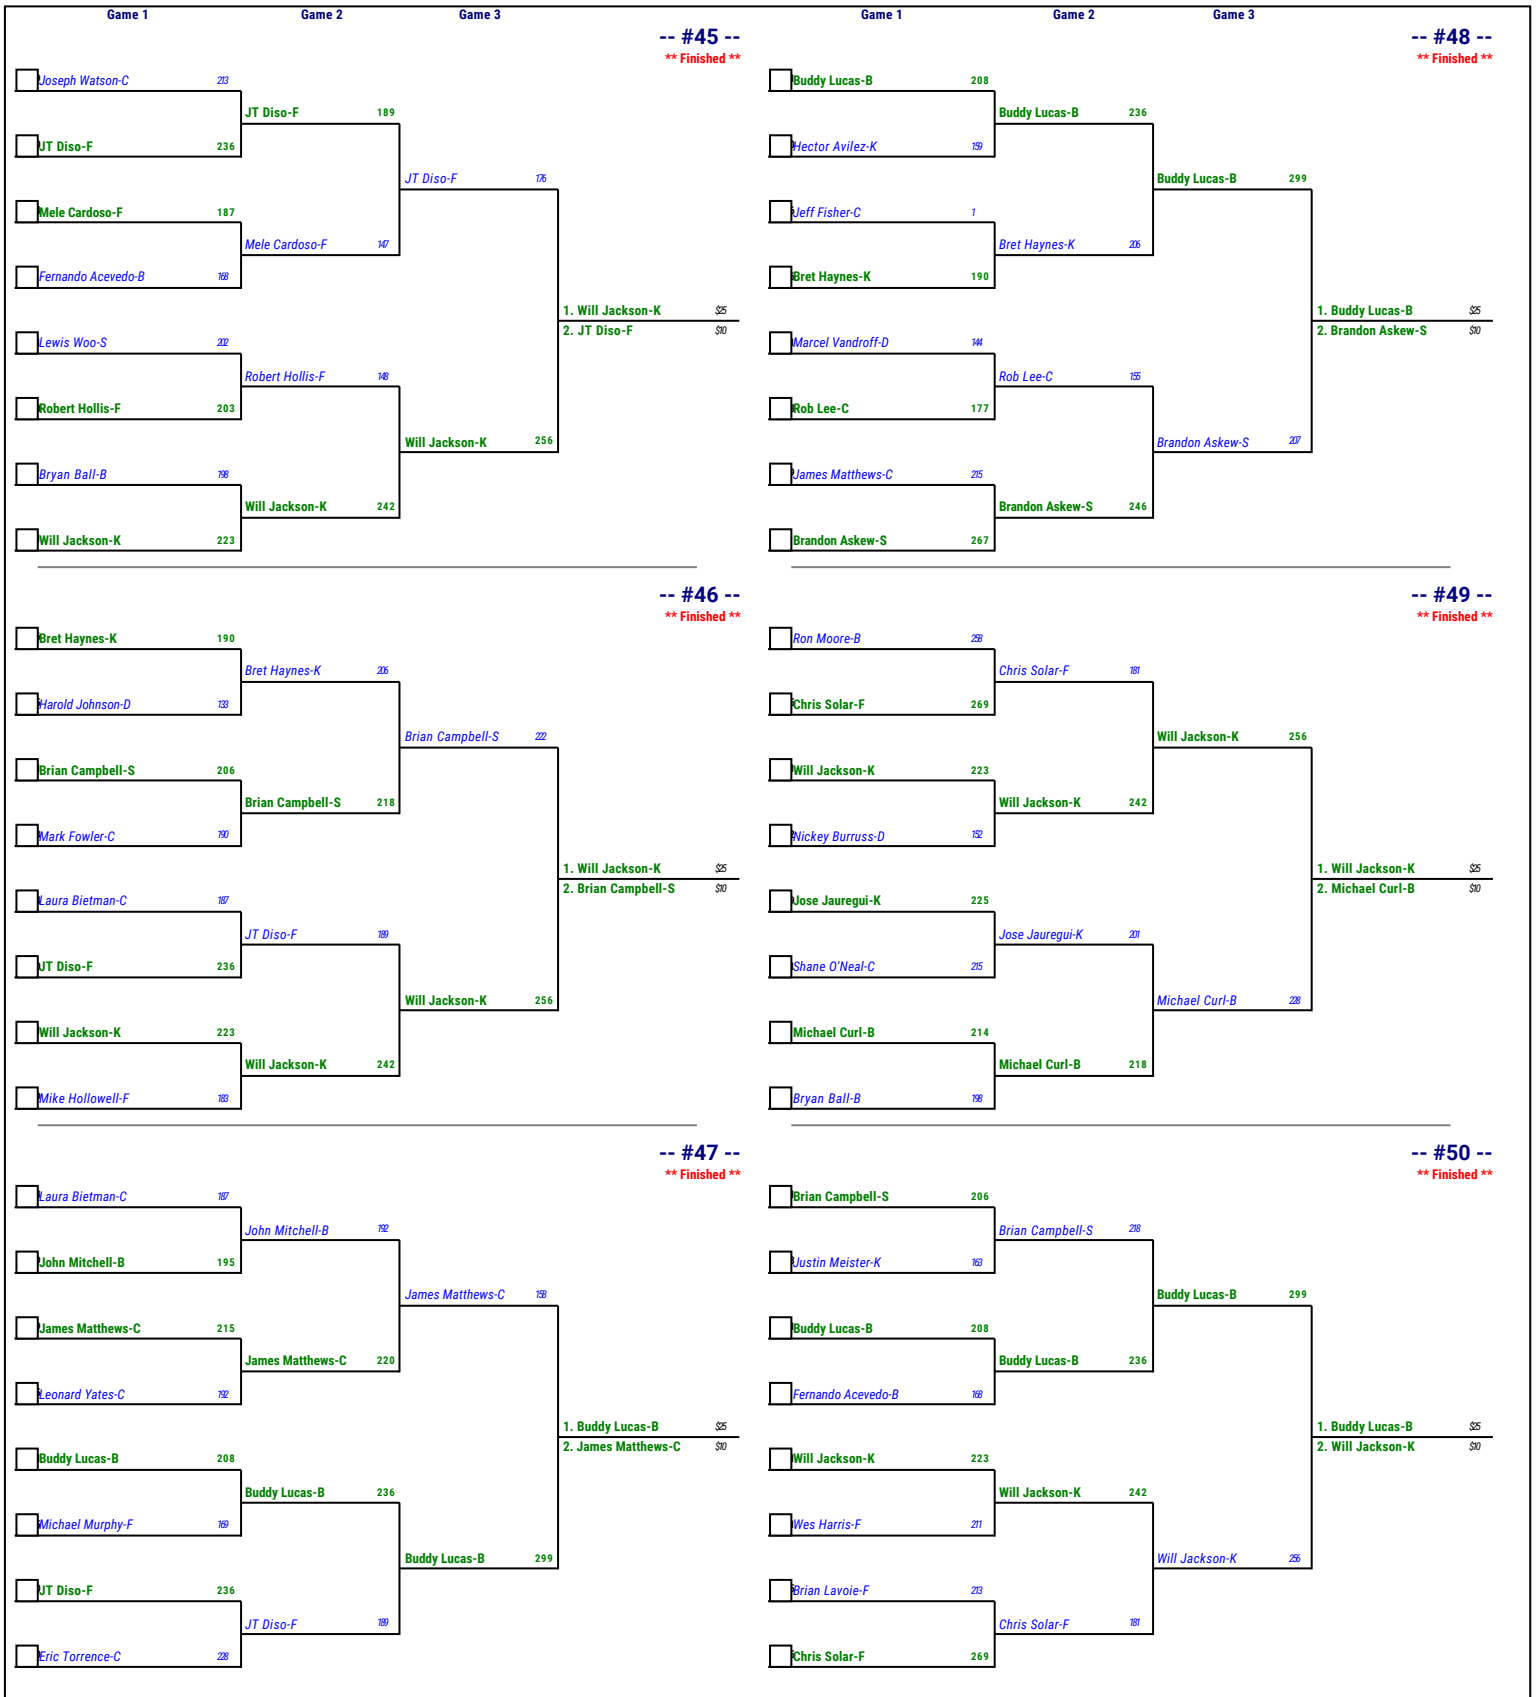 Game 1 Game 2 Game 3
-- #45 --
** Finished **
Joseph Watson-C 213
JT Diso-F 189
JT Diso-F 236
JT Diso-F 176
Mele Cardoso-F 187
Mele Cardoso-F 147
Fernando Acevedo-B 168
1. Will Jackson-K $25
2. JT Diso-F $10
Lewis Woo-S 202
Robert Hollis-F 148
Robert Hollis-F 203
Will Jackson-K 256
Bryan Ball-B 198
Will Jackson-K 242
Will Jackson-K 223
-- #46 --
** Finished **
Bret Haynes-K 190
Bret Haynes-K 206
Harold Johnson-D 133
Brian Campbell-S 222
Brian Campbell-S 206
Brian Campbell-S 218
Mark Fowler-C 190
1. Will Jackson-K $25
2. Brian Campbell-S $10
Laura Bietman-C 187
JT Diso-F 189
JT Diso-F 236
Will Jackson-K 256
Will Jackson-K 223
Will Jackson-K 242
Mike Hollowell-F 183
-- #47 --
** Finished **
Laura Bietman-C 187
John Mitchell-B 192
John Mitchell-B 195
James Matthews-C 158
James Matthews-C 215
James Matthews-C 220
Leonard Yates-C 192
1. Buddy Lucas-B $25
2. James Matthews-C $10
Buddy Lucas-B 208
Buddy Lucas-B 236
Michael Murphy-F 169
Buddy Lucas-B 299
JT Diso-F 236
JT Diso-F 189
Eric Torrence-C 228
Game 1 Game 2 Game 3
-- #48 --
** Finished **
Buddy Lucas-B 208
Buddy Lucas-B 236
Hector Avilez-K 159
Buddy Lucas-B 299
Jeff Fisher-C 1
Bret Haynes-K 206
Bret Haynes-K 190
1. Buddy Lucas-B $25
2. Brandon Askew-S $10
Marcel Vandroff-D 144
Rob Lee-C 155
Rob Lee-C 177
Brandon Askew-S 207
James Matthews-C 215
Brandon Askew-S 246
Brandon Askew-S 267
-- #49 --
** Finished **
Ron Moore-B 258
Chris Solar-F 181
Chris Solar-F 269
Will Jackson-K 256
Will Jackson-K 223
Will Jackson-K 242
Nickey Burruss-D 152
1. Will Jackson-K $25
2. Michael Curl-B $10
Jose Jauregui-K 225
Jose Jauregui-K 201
Shane O'Neal-C 215
Michael Curl-B 228
Michael Curl-B 214
Michael Curl-B 218
Bryan Ball-B 198
-- #50 --
** Finished **
Brian Campbell-S 206
Brian Campbell-S 218
Justin Meister-K 163
Buddy Lucas-B 299
Buddy Lucas-B 208
Buddy Lucas-B 236
Fernando Acevedo-B 168
1. Buddy Lucas-B $25
2. Will Jackson-K $10
Will Jackson-K 223
Will Jackson-K 242
Wes Harris-F 211
Will Jackson-K 256
Brian Lavoie-F 213
Chris Solar-F 181
Chris Solar-F 269